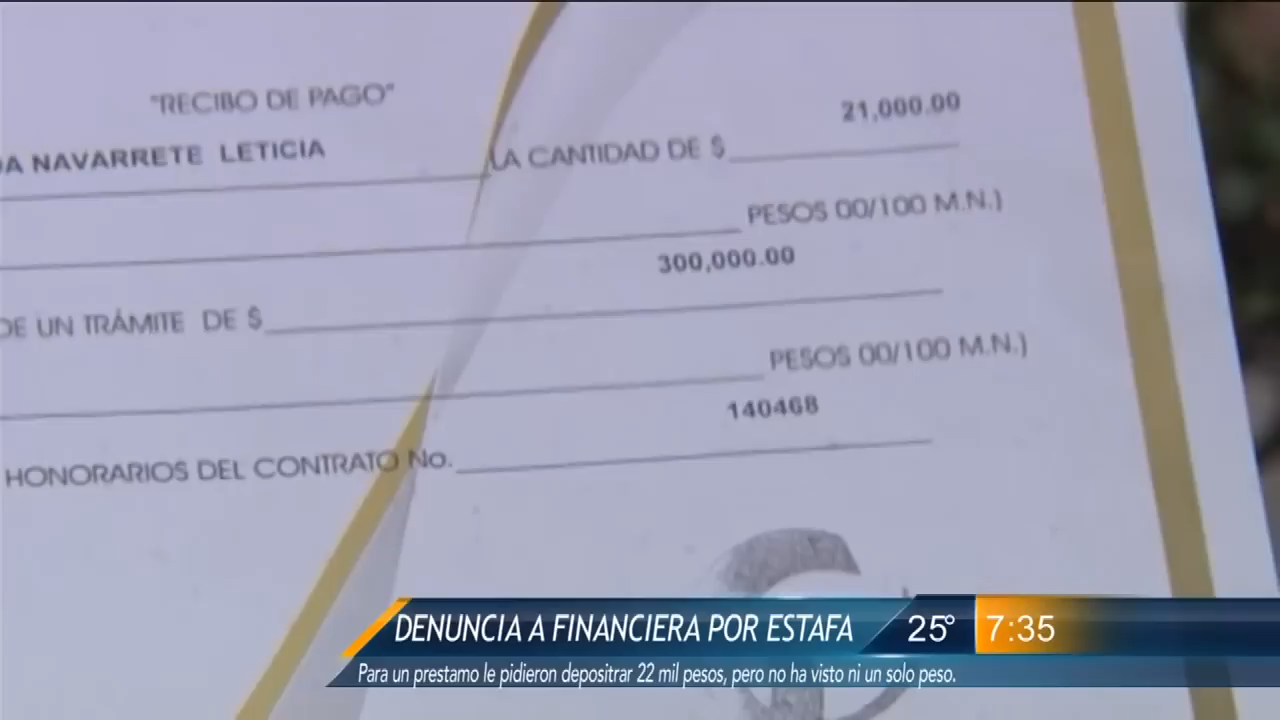 "RECIBO DE PAGO"
21,000.00
DA NAVARRETE LETICIA LA CANTIDAD DE $
PESOS 00/100 M.N.)
300,000.00
DE UN TRÁMITE DE $
PESOS 00/100 M.N.)
140468
HONORARIOS DEL CONTRATO No.
DENUNCIA A FINANCIERA POR ESTAFA 25° 7:35
Para un prestamo le pidieron depositrar 22 mil pesos, pero no ha visto ni un solo peso.